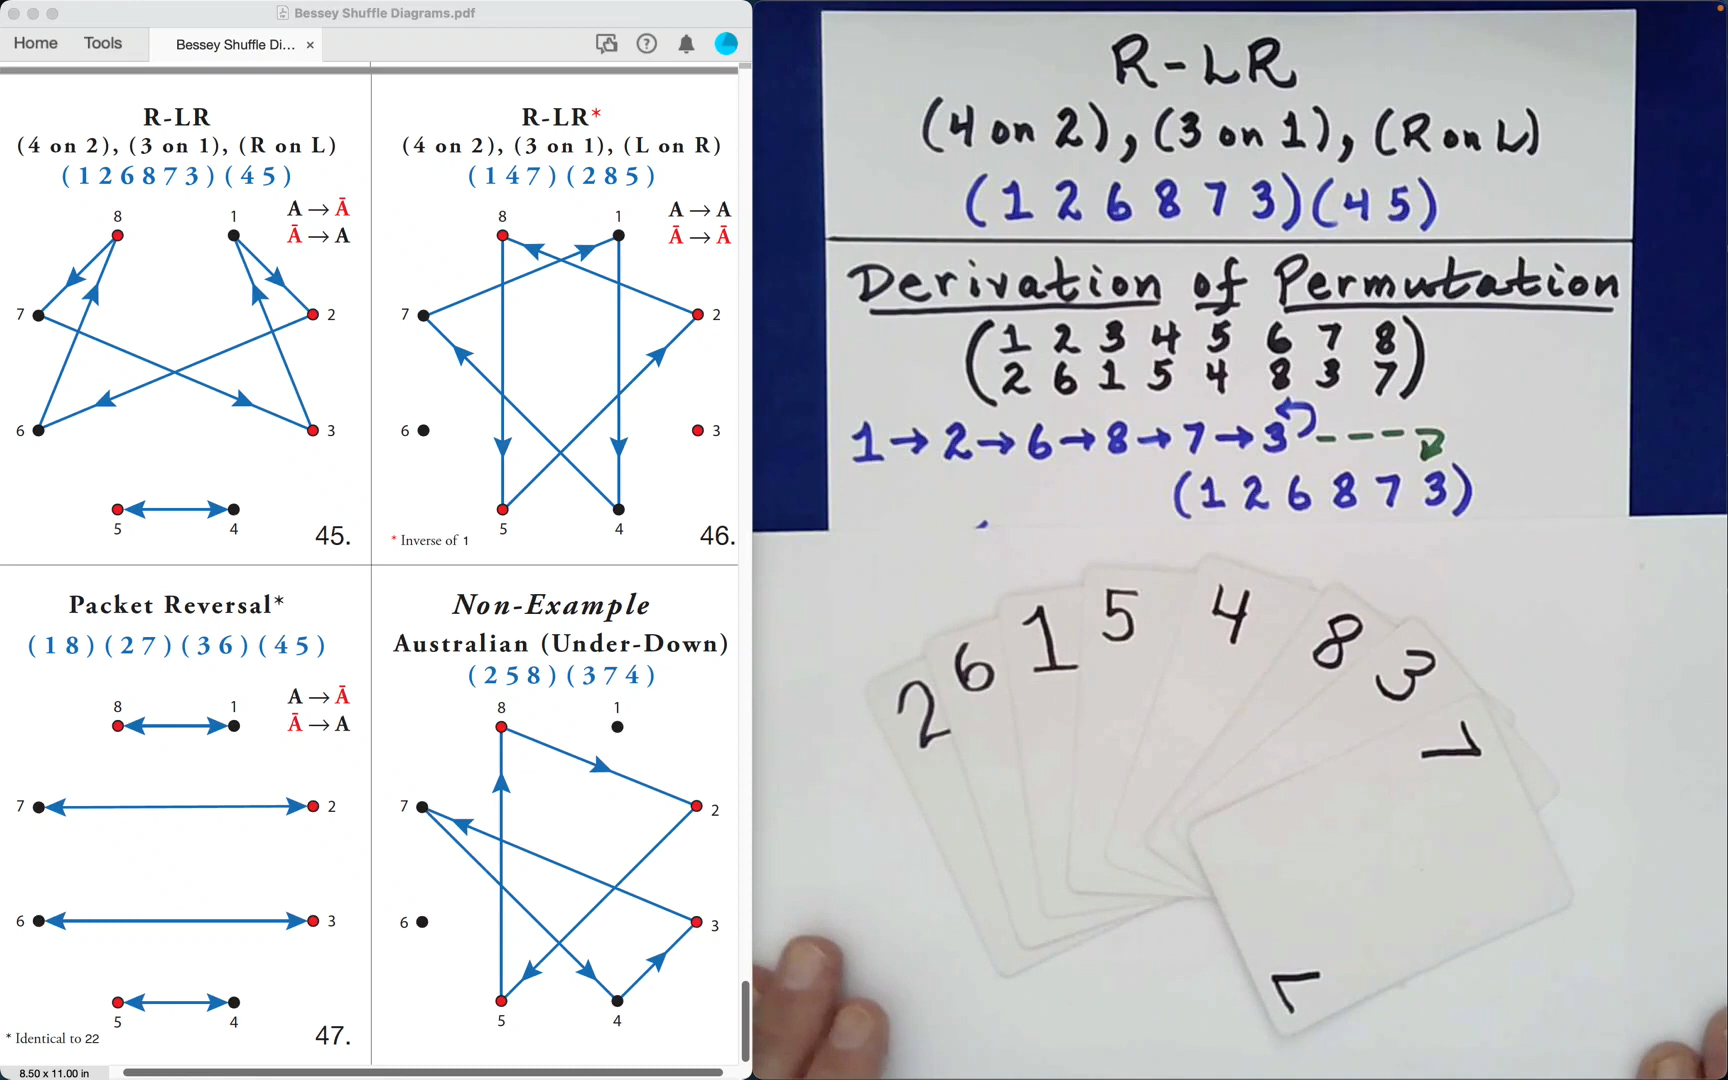 Bessey Shuffle Diagrams.pdf
Home Tools Bessey Shuffle Di... ×
R-LR
(4 on 2), (3 on 1), (R on L)
(1 2 6 8 7 3)(4 5)
A → Ā
Ā → A
8 1
7 2
6 3
5 4
45.
R-LR*
(4 on 2), (3 on 1), (L on R)
(1 4 7)(2 8 5)
A → A
Ā → Ā
8 1
7 2
6 3
5 4
* Inverse of 1
46.
Packet Reversal*
(1 8)(2 7)(3 6)(4 5)
A → Ā
Ā → A
8 1
7 2
6 3
5 4
* Identical to 22
47.
Non-Example
Australian (Under-Down)
(2 5 8)(3 7 4)
8 1
7 2
6 3
5 4
8.50 x 11.00 in
R-LR
(4 on 2), (3 on 1), (R on L)
(1 2 6 8 7 3)(4 5)
Derivation of Permutation
(1 2 3 4 5 6 7 8
2 6 1 5 4 8 3 7)
1→2→6→8→7→3
(1 2 6 8 7 3)
2 6 1 5 4 8 3 7
7